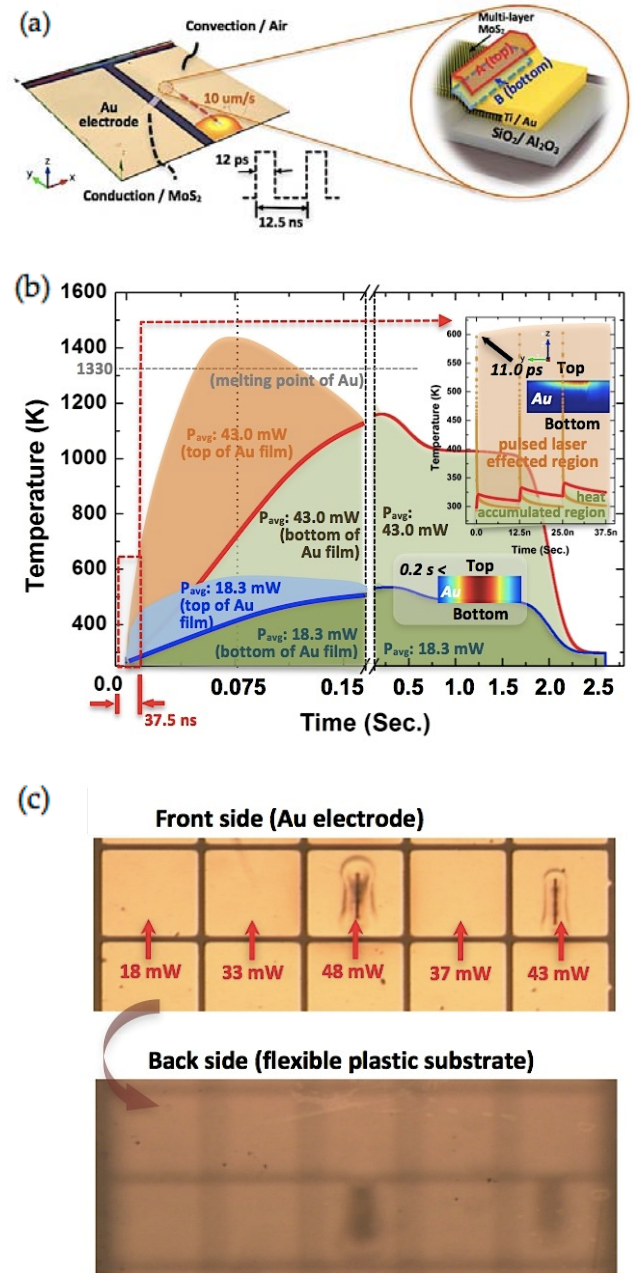 (a)
Convection / Air
Au
electrode
10 um/s
Conduction / MoS₂
z
y
x
12 ps
12.5 ns
Multi-layer
MoS₂
A (top)
B (bottom)
Ti / Au
SiO₂/ Al₂O₃
(b)
Temperature (K)
1600
1400
1330
1200
1000
800
600
400
(melting point of Au)
Pavg: 43.0 mW
(top of Au film)
Pavg: 43.0 mW
(bottom of
Au film)
Pavg: 18.3 mW
(top of Au
film)
Pavg: 18.3 mW
(bottom of Au film)
Pavg:
43.0 mW
0.2 s <
Top
Au
Bottom
Pavg: 18.3 mW
Temperature (K)
600
550
500
450
400
350
300
11.0 ps
z
y
Top
Au
Bottom
pulsed laser
effected region
heat
accumulated region
0.0
12.5
25.0
37.5n
Time (Sec.)
0.0
0.075
0.15
0.5
1.0
1.5
2.0
2.5
37.5 ns
Time (Sec.)
(c)
Front side (Au electrode)
18 mW
33 mW
48 mW
37 mW
43 mW
Back side (flexible plastic substrate)